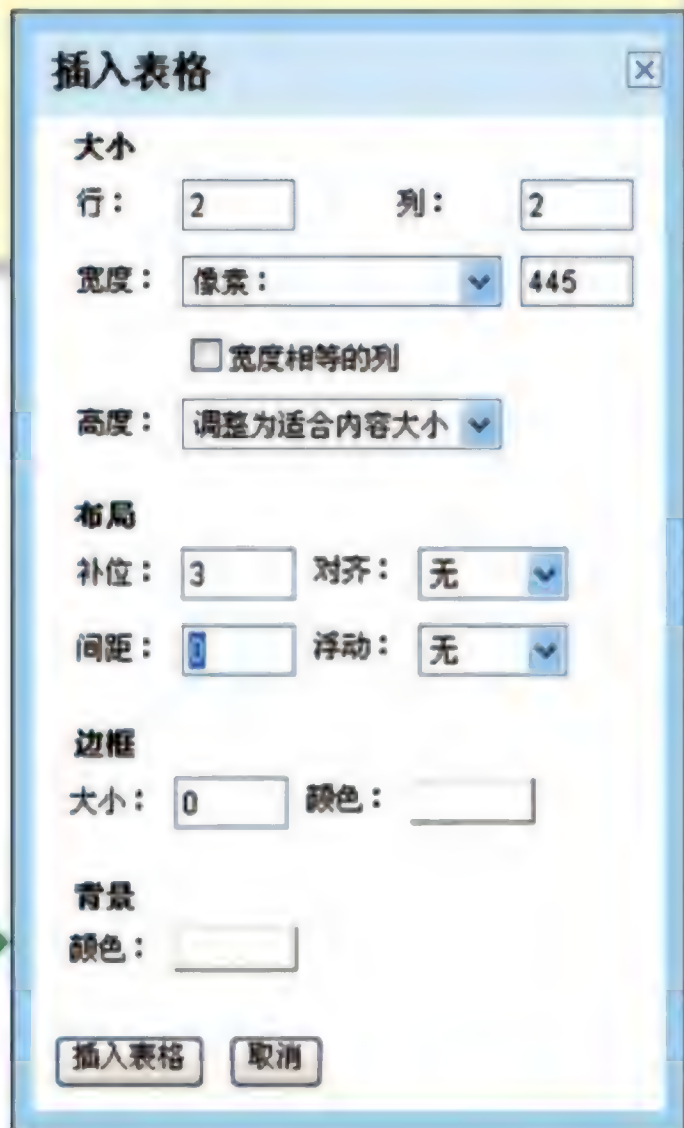 插入表格
大小
行： 2 列： 2
宽度： 像素： 445
宽度相等的列
高度： 调整为适合内容大小
布局
补位： 3 对齐： 无
间距： 0 浮动： 无
边框
大小： 0 颜色：
背景
颜色：
插入表格 取消